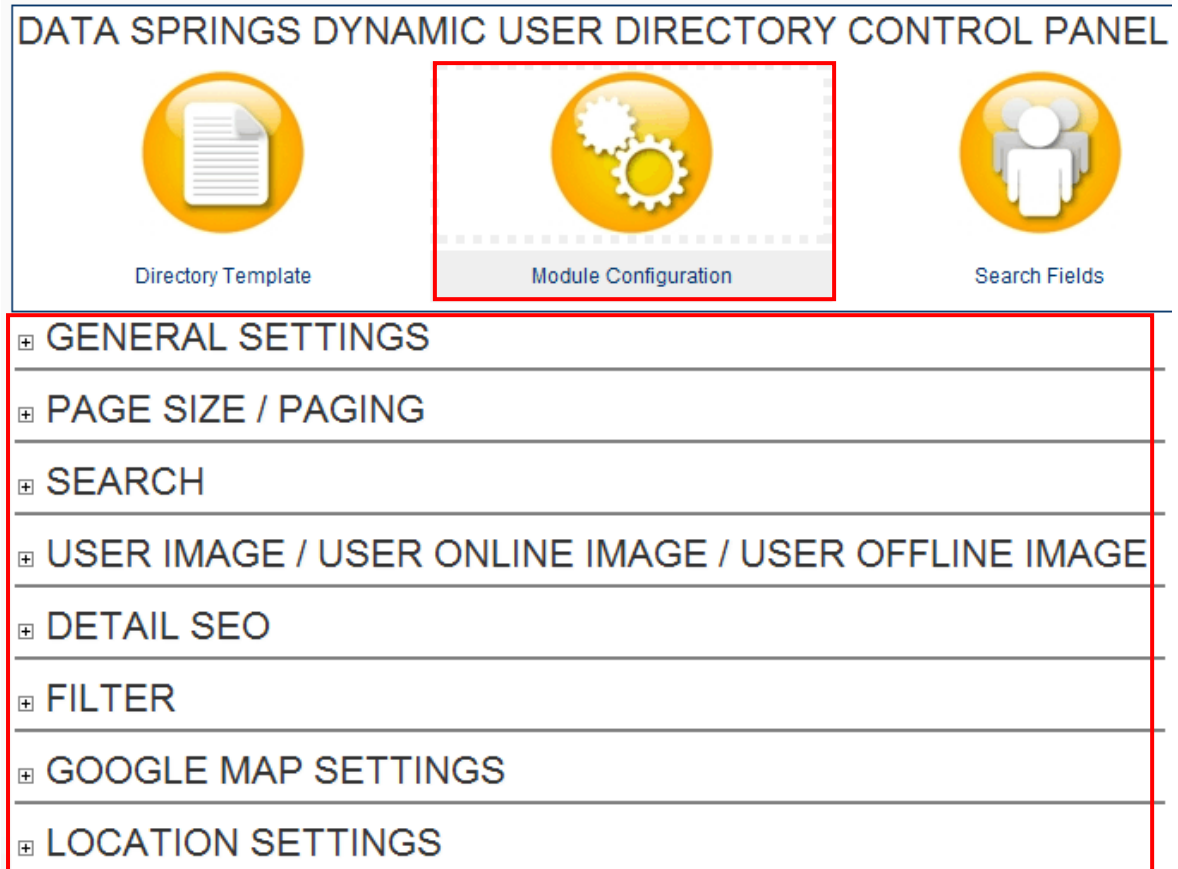 DATA SPRINGS DYNAMIC USER DIRECTORY CONTROL PANEL
Directory Template
Module Configuration
Search Fields
GENERAL SETTINGS
PAGE SIZE / PAGING
SEARCH
USER IMAGE / USER ONLINE IMAGE / USER OFFLINE IMAGE
DETAIL SEO
FILTER
GOOGLE MAP SETTINGS
LOCATION SETTINGS